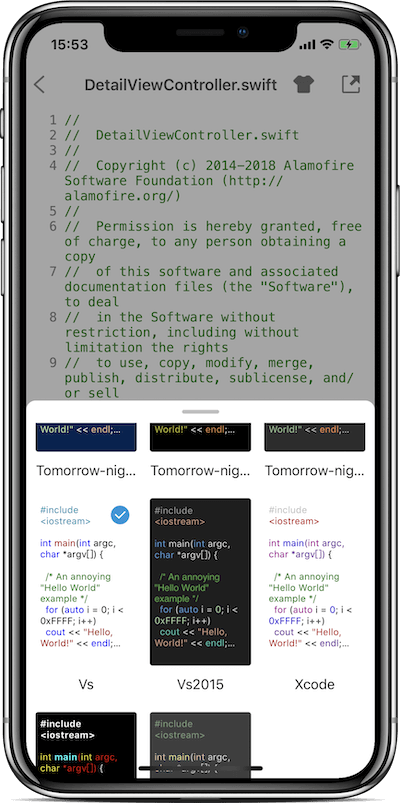 15:53
DetailViewController.swift
1 //
2 //  DetailViewController.swift
3 //
4 //  Copyright (c) 2014-2018 Alamofire
Software Foundation (http://
alamofire.org/)
5 //
6 //  Permission is hereby granted, free
of charge, to any person obtaining a
copy
7 //  of this software and associated
documentation files (the "Software"),
to deal
8 //  in the Software without
restriction, including without
limitation the rights
9 //  to use, copy, modify, merge,
publish, distribute, sublicense, and/
or sell
World!" << endl;...
World!" << endl;...
World!" << endl;...
Tomorrow-nig...
Tomorrow-nig...
Tomorrow-nig...
#include
<iostream>
int main(int argc,
char *argv[]) {
/* An annoying
"Hello World"
example */
for (auto i = 0; i <
0xFFFF; i++)
cout << "Hello,
World!" << endl;...
Vs
#include
<iostream>
int main(int argc,
char *argv[]) {
/* An annoying
"Hello World"
example */
for (auto i = 0; i <
0xFFFF; i++)
cout << "Hello,
World!" << endl;...
Vs2015
#include
<iostream>
int main(int argc,
char *argv[]) {
/* An annoying
"Hello World"
example */
for (auto i = 0; i <
0xFFFF; i++)
cout << "Hello,
World!" << endl;...
Xcode
#include
<iostream>
int main(int argc,
char *argv[]) {
#include
<iostream>
int main(int argc,
char *argv[]) {